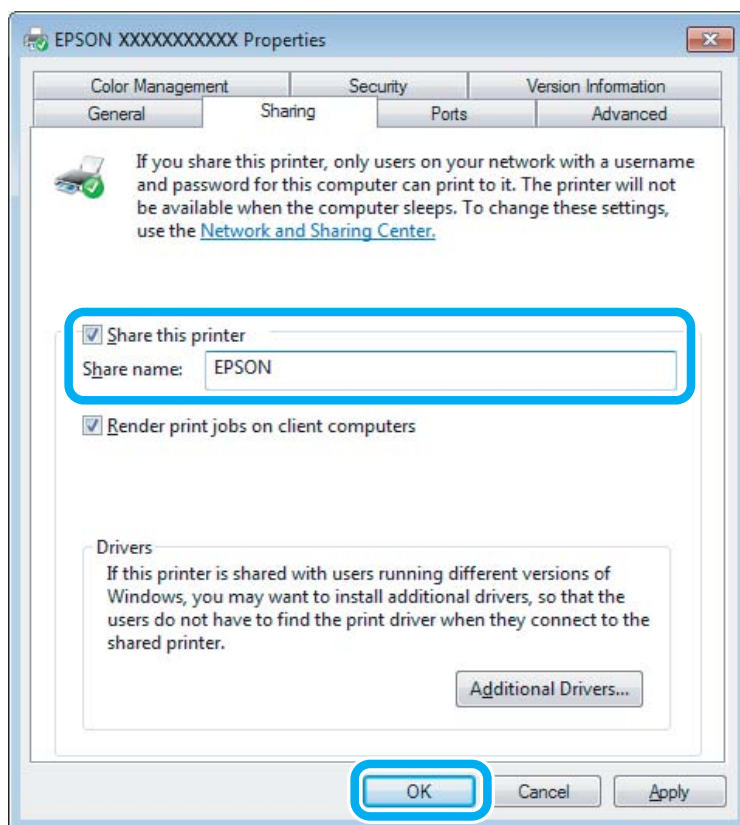 EPSON XXXXXXXXXXX Properties
Color Management Security Version Information
General Sharing Ports Advanced
If you share this printer, only users on your network with a username
and password for this computer can print to it. The printer will not
be available when the computer sleeps. To change these settings,
use the Network and Sharing Center.
Share this printer
Share name: EPSON
Render print jobs on client computers
Drivers
If this printer is shared with users running different versions of
Windows, you may want to install additional drivers, so that the
users do not have to find the print driver when they connect to the
shared printer.
Additional Drivers...
OK Cancel Apply